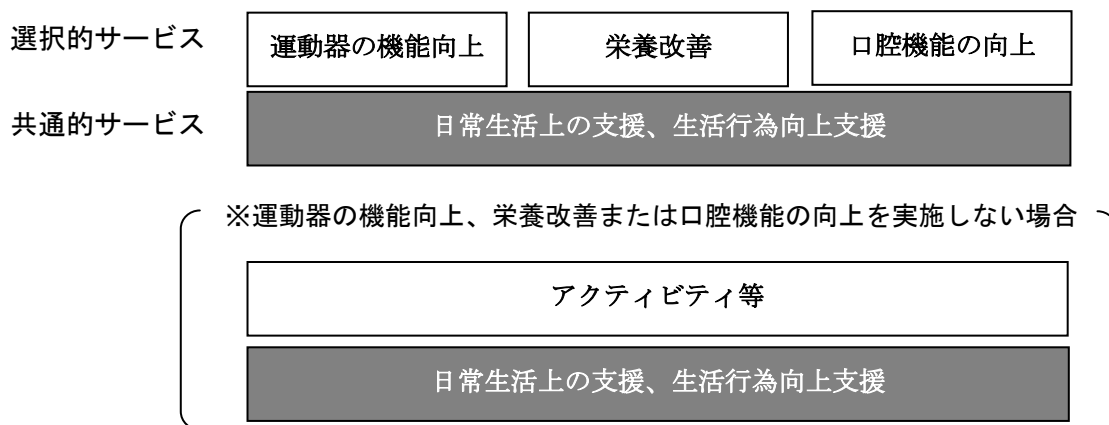 選択的サービス
運動器の機能向上
栄養改善
口腔機能の向上
共通的サービス
日常生活上の支援、生活行為向上支援
※運動器の機能向上、栄養改善または口腔機能の向上を実施しない場合
アクティビティ等
日常生活上の支援、生活行為向上支援